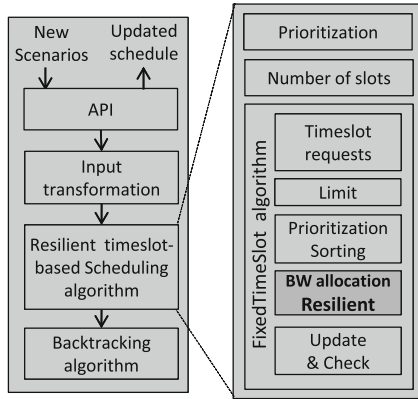 New
Scenarios
Updated
schedule
API
Input
transformation
Resilient timeslot-
based Scheduling
algorithm
Backtracking
algorithm
Prioritization
Number of slots
FixedTimeSlot algorithm
Timeslot
requests
Limit
Prioritization
Sorting
BW allocation
Resilient
Update
& Check